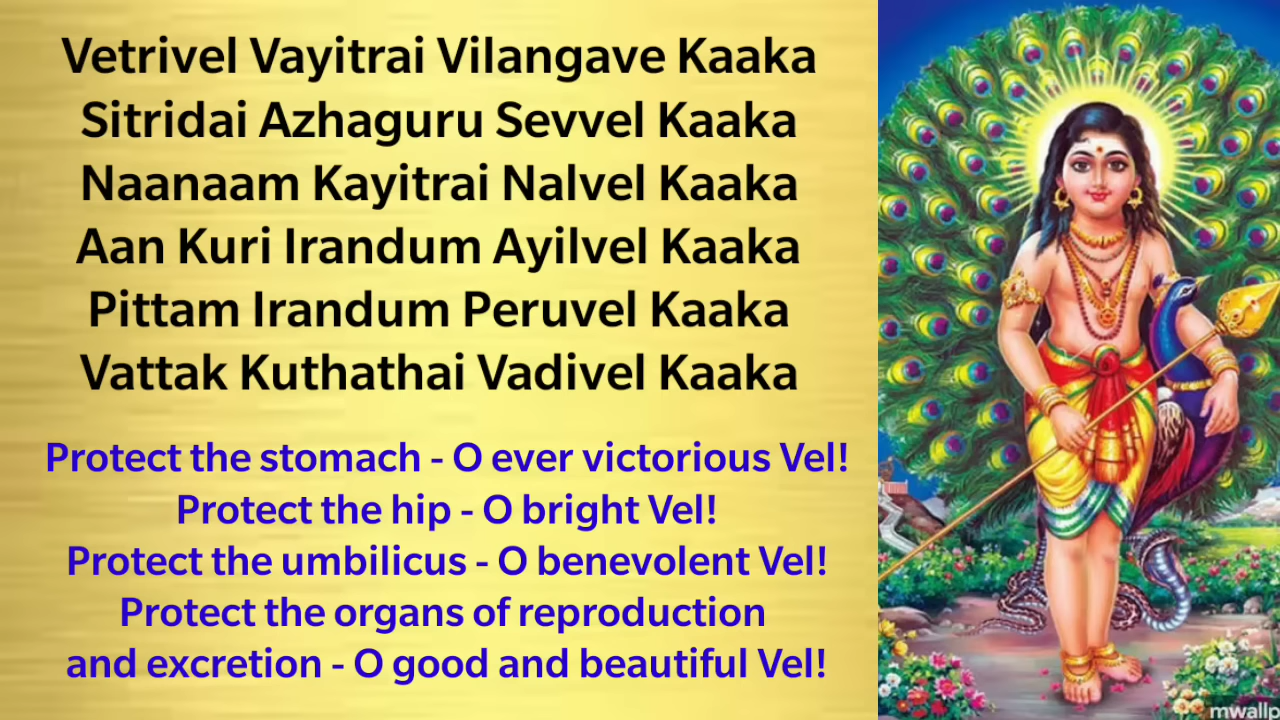 Vetrivel Vayitrai Vilangave Kaaka
Sitridai Azhaguru Sevvel Kaaka
Naanaam Kayitrai Nalvel Kaaka
Aan Kuri Irandum Ayilvel Kaaka
Pittam Irandum Peruvel Kaaka
Vattak Kuthathai Vadivel Kaaka
Protect the stomach - O ever victorious Vel!
Protect the hip - O bright Vel!
Protect the umbilicus - O benevolent Vel!
Protect the organs of reproduction
and excretion - O good and beautiful Vel!
mwallp